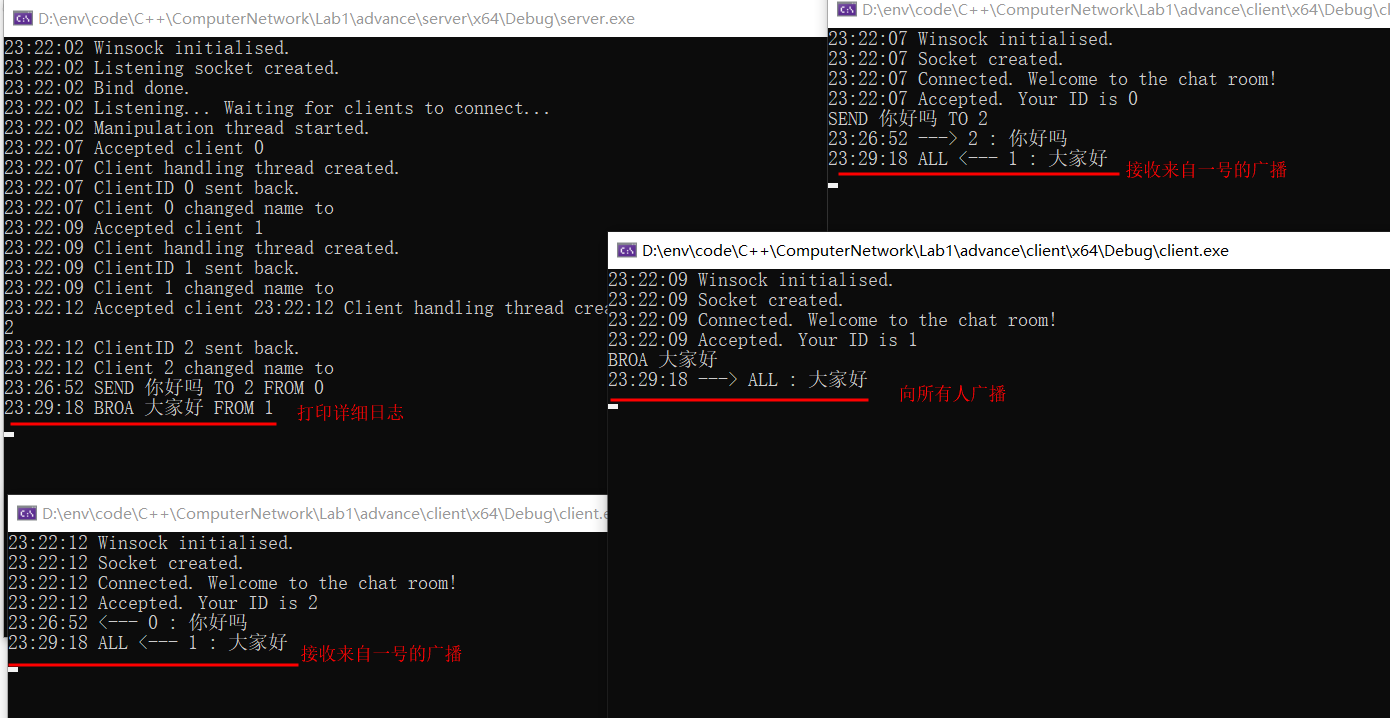 D:\env\code\C++\ComputerNetwork\Lab1\advance\server\x64\Debug\server.exe
23:22:02 Winsock initialised.
23:22:02 Listening socket created.
23:22:02 Bind done.
23:22:02 Listening... Waiting for clients to connect...
23:22:02 Manipulation thread started.
23:22:07 Accepted client 0
23:22:07 Client handling thread created.
23:22:07 ClientID 0 sent back.
23:22:07 Client 0 changed name to
23:22:09 Accepted client 1
23:22:09 Client handling thread created.
23:22:09 ClientID 1 sent back.
23:22:09 Client 1 changed name to
23:22:12 Accepted client 23:22:12 Client handling thread
2
23:22:12 ClientID 2 sent back.
23:22:12 Client 2 changed name to
23:26:52 SEND 你好吗 TO 2 FROM 0
23:29:18 BROA 大家好 FROM 1
打印详细日志
D:\env\code\C++\ComputerNetwork\Lab1\advance\client\x64\Debug\cl
23:22:07 Winsock initialised.
23:22:07 Socket created.
23:22:07 Connected. Welcome to the chat room!
23:22:07 Accepted. Your ID is 0
SEND 你好吗 TO 2
23:26:52 ---> 2 : 你好吗
23:29:18 ALL <--- 1 : 大家好
接收来自一号的广播
D:\env\code\C++\ComputerNetwork\Lab1\advance\client\x64\Debug\client.exe
23:22:09 Winsock initialised.
23:22:09 Socket created.
23:22:09 Connected. Welcome to the chat room!
23:22:09 Accepted. Your ID is 1
BROA 大家好
23:29:18 ---> ALL : 大家好
向所有人广播
D:\env\code\C++\ComputerNetwork\Lab1\advance\client\x64\Debug\client.e
23:22:12 Winsock initialised.
23:22:12 Socket created.
23:22:12 Connected. Welcome to the chat room!
23:22:12 Accepted. Your ID is 2
23:26:52 <--- 0 : 你好吗
23:29:18 ALL <--- 1 : 大家好
接收来自一号的广播